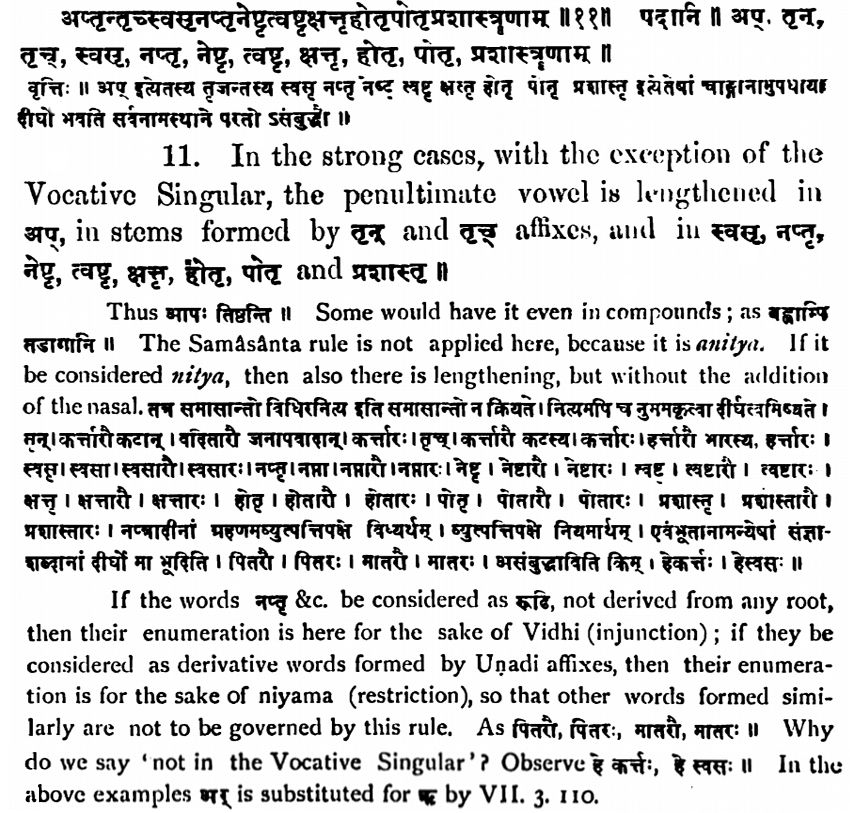 अप्तृन्तृच्स्वसृनप्तृनेष्टृत्वष्टृक्षत्तृहोतृपोतृप्रशास्तॄणाम् ॥११॥ पदानि ॥ अप्, तृन्,
तृच्, स्वसृ, नप्तृ, नेष्टृ, त्वष्टृ, क्षत्तृ, होतृ, पोतृ, प्रशास्तॄणाम् ॥
वृत्तिः ॥ अप् इत्येतस्य तृजन्तस्य स्वसृ नप्तृ नेष्टृ त्वष्टृ क्षत्तृ होतृ पोतृ प्रशास्तृ इत्येतेषां चाङ्गानामुपधाया
दीर्घो भवति सर्वनामस्थाने परतो ऽसंबुद्धौ ॥
11. In the strong cases, with the exception of the
Vocative Singular, the penultimate vowel is lengthened in
अप्, in stems formed by तृन् and तृच् affixes, and in स्वसृ, नप्तृ,
नेष्टृ, त्वष्टृ, क्षत्तृ, होतृ, पोतृ and प्रशास्तृ ॥
Thus आपः तिष्ठन्ति ॥ Some would have it even in compounds; as बह्वाम्पि
तडागानि ॥ The Samâsânta rule is not applied here, because it is anitya. If it
be considered nitya, then also there is lengthening, but without the addition
of the nasal. तत्र समासान्तो विधिरनित्य इति समासान्तो न क्रियते। नित्यमपि च नुममकृत्वा दीर्घत्वमिष्यते।
तृन्। कर्त्तारौ कटान्। वदितारौ जनापवादान्। कर्त्तारः। तृच्। कर्त्तारौ कटस्य। कर्त्तारः। हर्त्तारौ भारस्य, हर्त्तारः ।
स्वसृ। स्वसा। स्वसारौ। स्वसारः। नप्तृ। नप्ता। नप्तारौ। नप्तारः। नेष्टृ । नेष्टारौ । नेष्टारः । त्वष्टृ । त्वष्टारौ । त्वष्टारः ।
क्षत्तृ । क्षत्तारौ । क्षत्तारः । होतृ । होतारौ । होतारः । पोतृ । पोतारौ । पोतारः । प्रशास्तृ । प्रशास्तारौ ।
प्रशास्तारः । नप्त्रादीनां ग्रहणमव्युत्पत्तिपक्षे विध्यर्थम् । व्युत्पत्तिपक्षे नियमार्थम् । एवंभूतानामन्येषां संज्ञा-
शब्दानां दीर्घो मा भूदिति । पितरौ । पितरः । मातरौ । मातरः । असंबुद्धाविति किम् । हेकर्त्तः । हेस्वसः ॥
If the words नप्तृ &c. be considered as रूढि, not derived from any root,
then their enumeration is here for the sake of Vidhi (injunction); if they be
considered as derivative words formed by Uṇadi affixes, then their enumera-
tion is for the sake of niyama (restriction), so that other words formed simi-
larly are not to be governed by this rule. As पितरौ, पितरः, मातरौ, मातरः ॥ Why
do we say 'not in the Vocative Singular'? Observe हे कर्त्तः, हे स्वसः ॥ In the
above examples अर् is substituted for ऋ by VII. 3. 110.